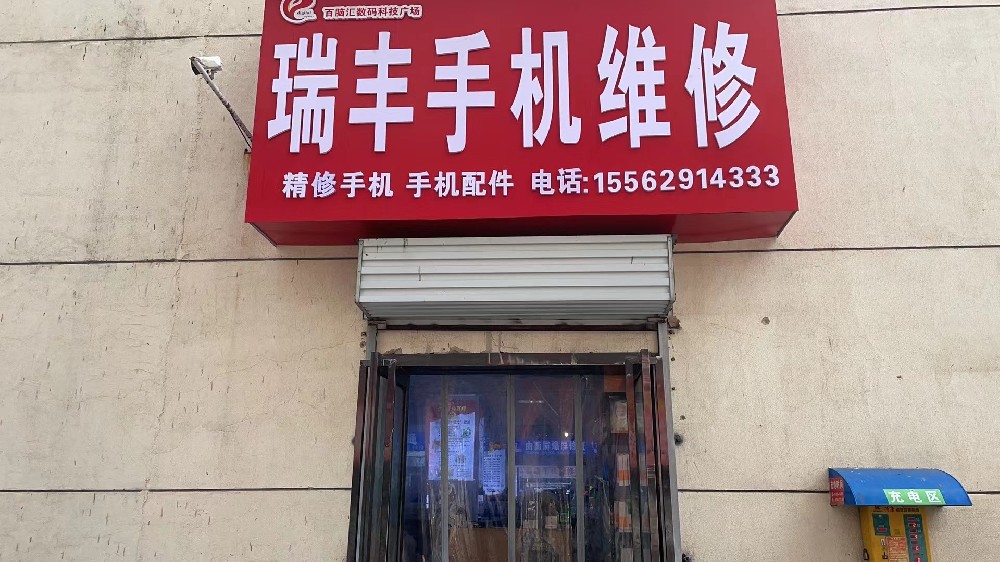 百脑汇数码科技广场
瑞丰手机维修
精修手机 手机配件 电话:15562914333
充电区